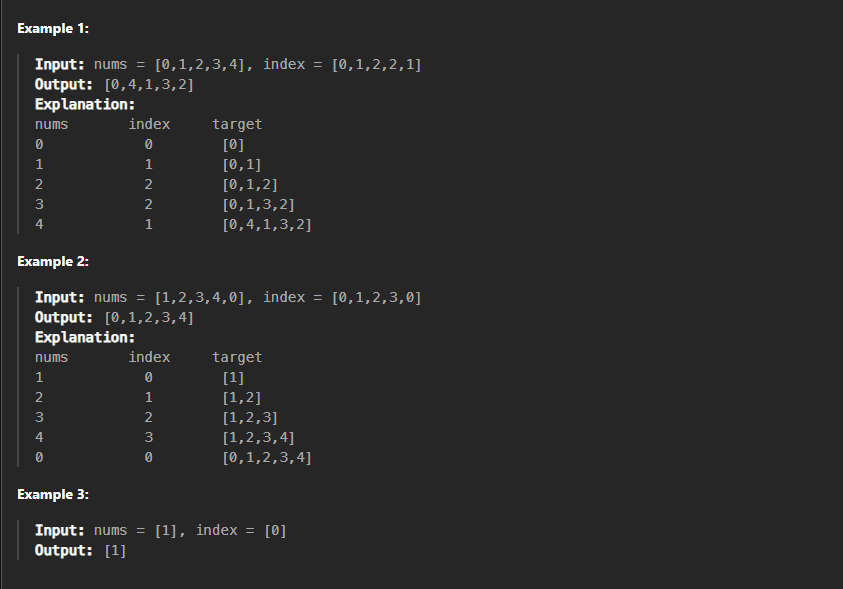 Example 1:
Input: nums = [0,1,2,3,4], index = [0,1,2,2,1]
Output: [0,4,1,3,2]
Explanation:
nums index target
0 0 [0]
1 1 [0,1]
2 2 [0,1,2]
3 2 [0,1,3,2]
4 1 [0,4,1,3,2]
Example 2:
Input: nums = [1,2,3,4,0], index = [0,1,2,3,0]
Output: [0,1,2,3,4]
Explanation:
nums index target
1 0 [1]
2 1 [1,2]
3 2 [1,2,3]
4 3 [1,2,3,4]
0 0 [0,1,2,3,4]
Example 3:
Input: nums = [1], index = [0]
Output: [1]